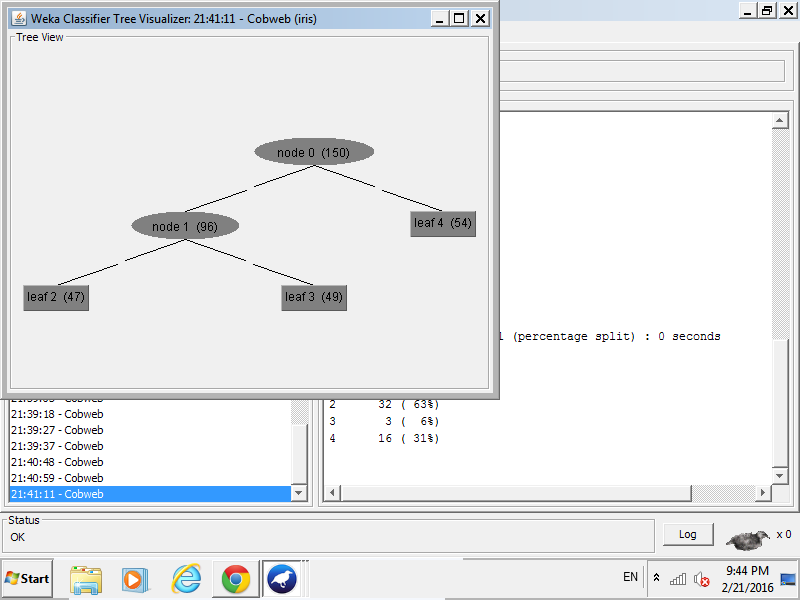 Weka Classifier Tree Visualizer: 21:41:11 - Cobweb (iris)
Tree View
node 0 (150)
node 1 (96)
leaf 4 (54)
leaf 2 (47)
leaf 3 (49)
(percentage split) : 0 seconds
2 32 ( 63%)
3 3 ( 6%)
4 16 ( 31%)
21:39:18 - Cobweb
21:39:27 - Cobweb
21:39:37 - Cobweb
21:40:48 - Cobweb
21:40:59 - Cobweb
21:41:11 - Cobweb
Status
OK
Log
x 0
Start
EN
9:44 PM
2/21/2016